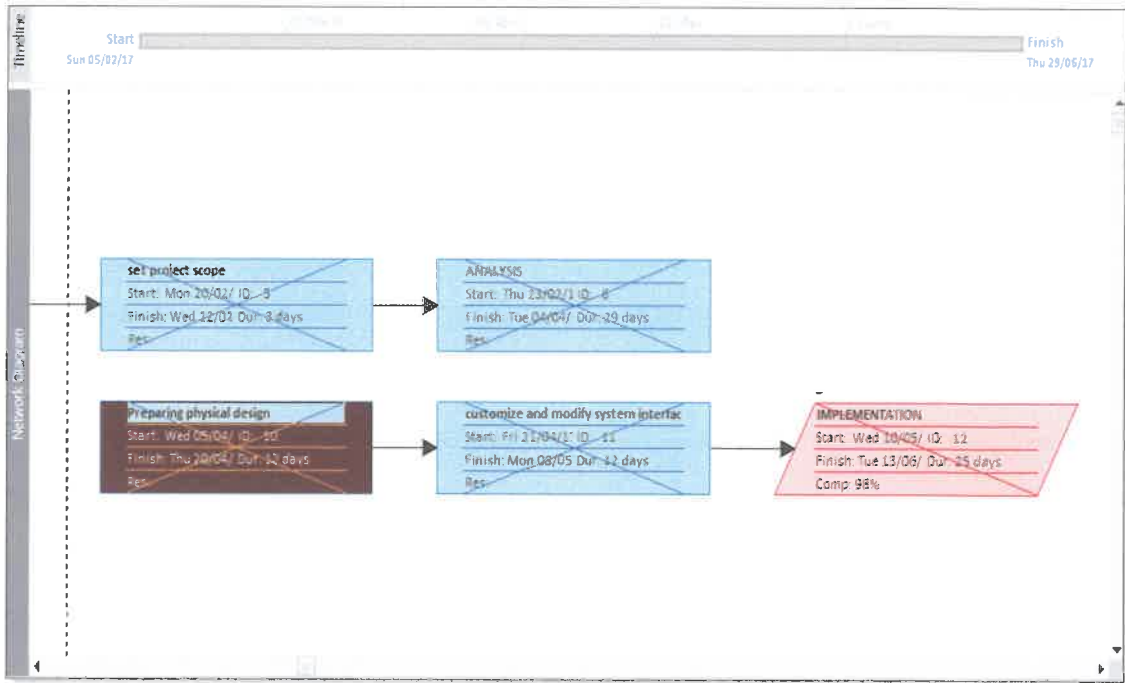 Timeline
Start
Sun 05/02/17
Finish
Thu 29/06/17
Network Diagram
set project scope
Start: Mon 20/02/ ID:
Finish: Wed 22/02 Dur: 3 days
Res:
ANALYSIS
Start: Thu 23/02/1 ID: 6
Finish: Tue 04/04/ Dur: 29 days
Res:
Preparing physical design
Start: Wed 05/04/ ID: 10
Finish: Thu 20/04/ Dur: 12 days
Res:
customize and modify system interfac
Start: Fri 21/04/1 ID: 11
Finish: Mon 08/05 Dur: 12 days
Res:
IMPLEMENTATION
Start: Wed 10/05/ ID: 12
Finish: Tue 13/06/ Dur: 25 days
Comp: 98%